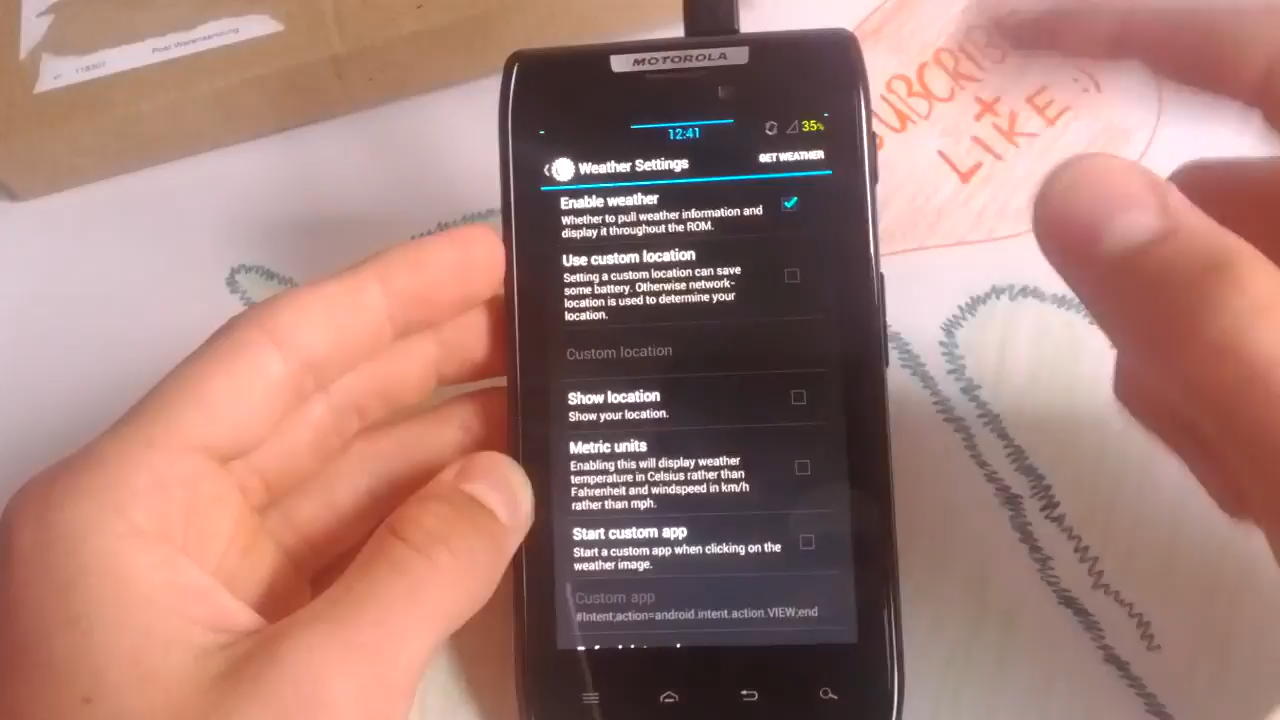 Post Warensendung
118301
SUBCRIBE
+
LIKE :)
MOTOROLA
12:41
35%
Weather Settings
GET WEATHER
Enable weather
Whether to pull weather information and
display it throughout the ROM.
Use custom location
Setting a custom location can save
some battery. Otherwise network-
location is used to determine your
location.
Custom location
Show location
Show your location.
Metric units
Enabling this will display weather
temperature in Celsius rather than
Fahrenheit and windspeed in km/h
rather than mph.
Start custom app
Start a custom app when clicking on the
weather image.
Custom app
#Intent;action=android.intent.action.VIEW;end